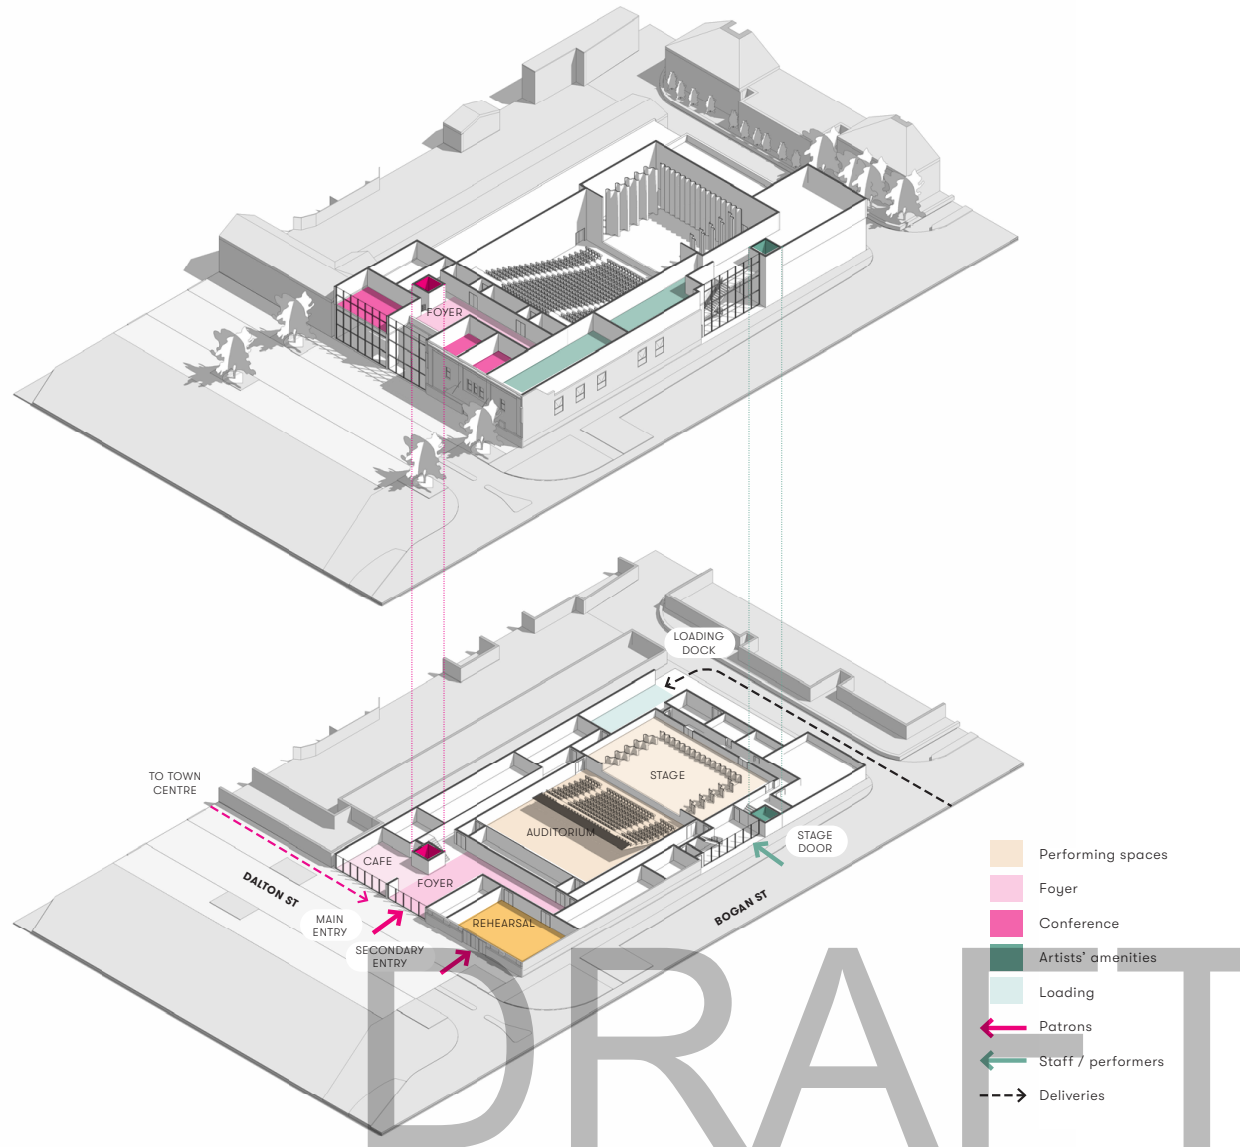 FOYER
LOADING
DOCK
TO TOWN
CENTRE
STAGE
AUDITORIUM
STAGE
DOOR
CAFE
FOYER
DALTON ST
MAIN
ENTRY
REHEARSAL
BOGAN ST
SECONDARY
ENTRY
Performing spaces
Foyer
Conference
Artists' amenities
Loading
Patrons
Staff / performers
Deliveries
DRAFT